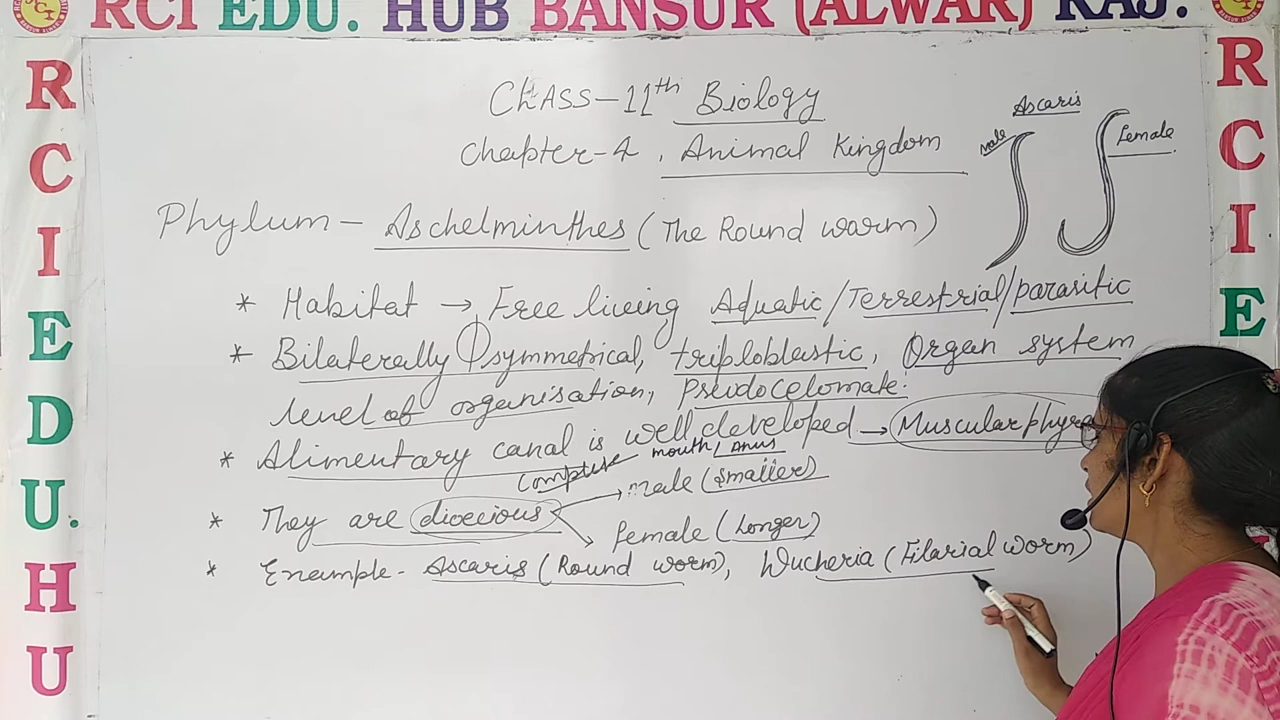 RCI EDU. HUB BANSUR (ALWAR) RAJ.
R
C
I
E
D
U.
H
U
R
C
I
E
CLASS-11th Biology
Chapter-4, Animal Kingdom
Ascaris
male
female
Phylum - Aschelminthes (The Round warm)
* Habitat → Free living Aquatic/Terrestrial/parasitic
* Bilaterally symmetrical, triploblastic, Organ system
level of organisation, Pseudocelomate.
* Alimentary canal is well developed → Muscular phyra
complete mouth/Anus
* They are dioecious → male (smaller)
female (Longer)
* Example - Ascaris (Round worm), Wucheria (Filarial worm)